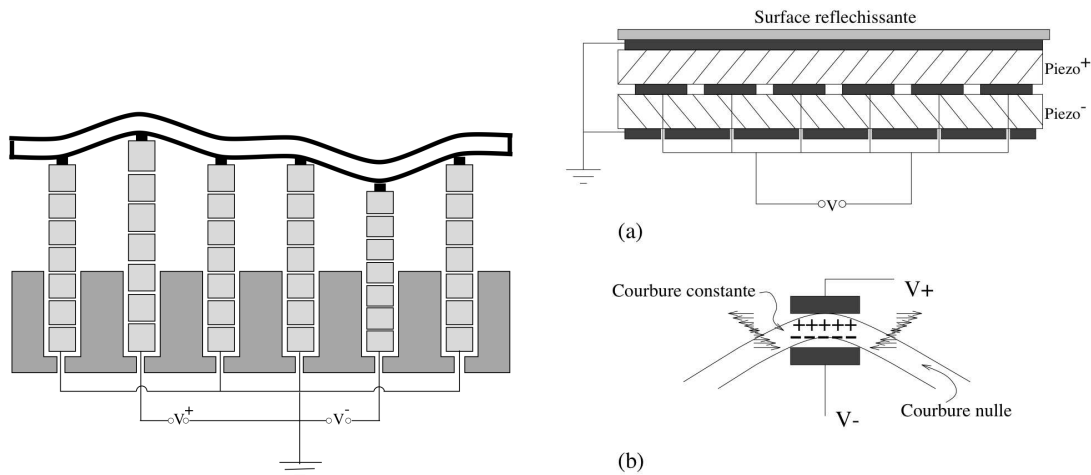 V+
V-
Surface reflechissante
Piezo+
Piezo-
V
(a)
Courbure constante
V+
+++++
-----
Courbure nulle
V-
(b)